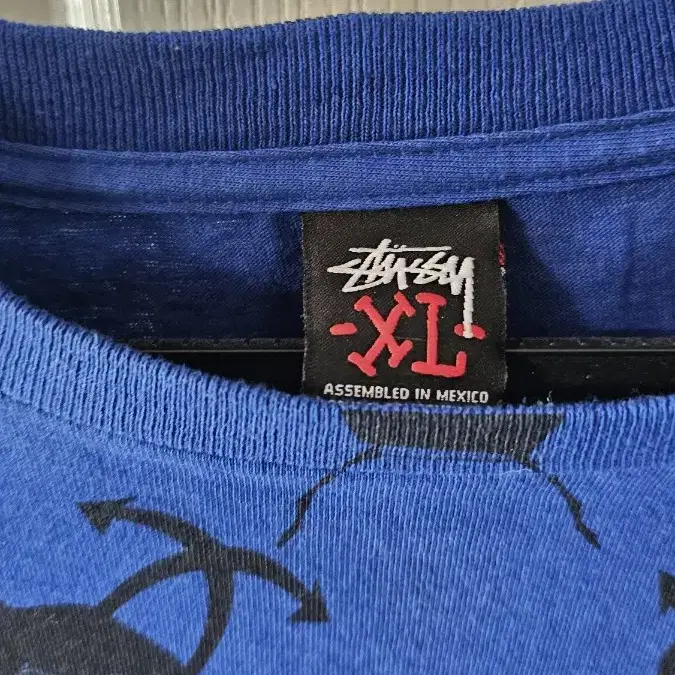 Stüssy
-XL-
ASSEMBLED IN MEXICO